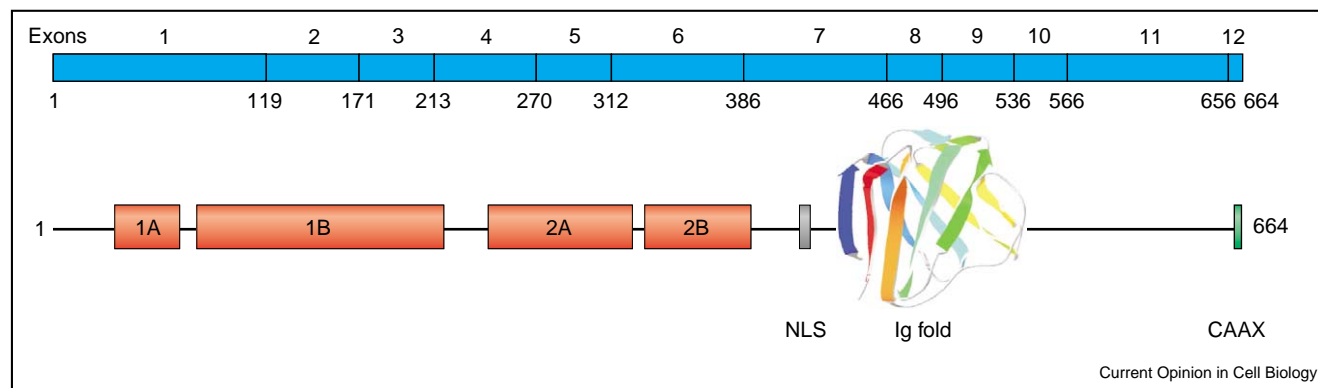 Exons 1 2 3 4 5 6 7 8 9 10 11 12
1 119 171 213 270 312 386 466 496 536 566 656 664
1 1A 1B 2A 2B 664
NLS Ig fold CAAX
Current Opinion in Cell Biology